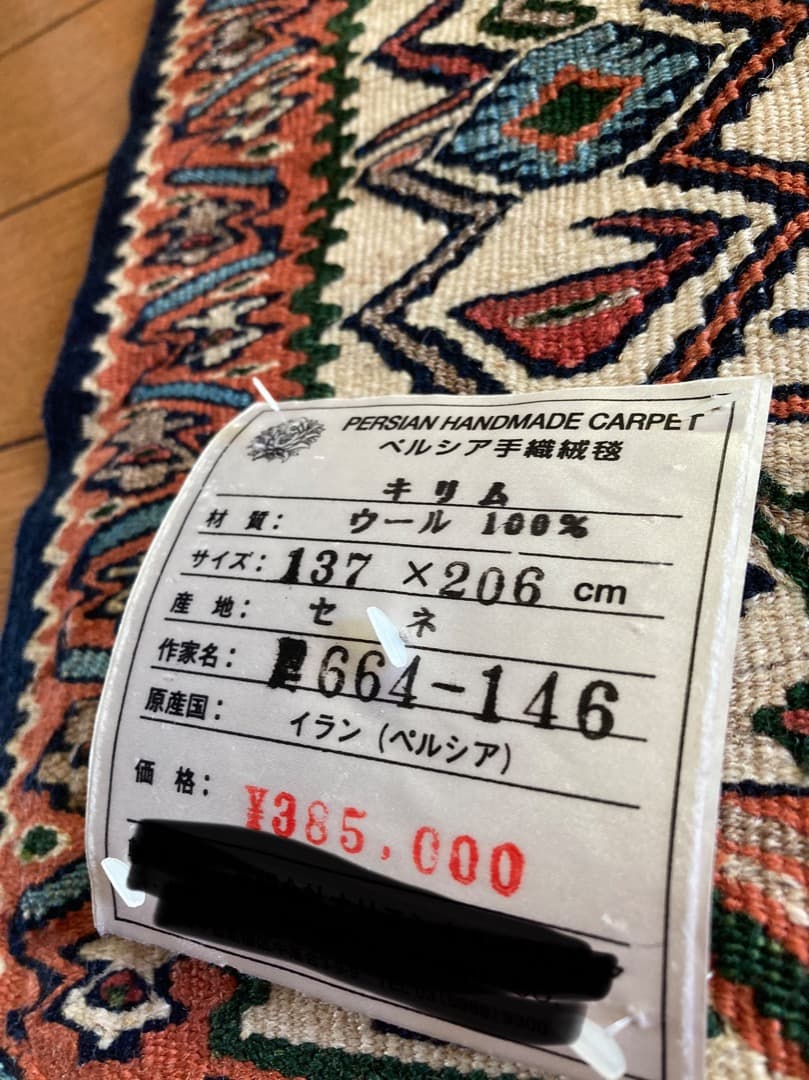 PERSIAN HANDMADE CARPET
ペルシア手織絨毯
キリム
材 質: ウール 100%
サイズ: 137 ×206 cm
産 地: セ ネ
作家名: 664-146
原産国: イラン (ペルシア)
価 格: ¥385,000